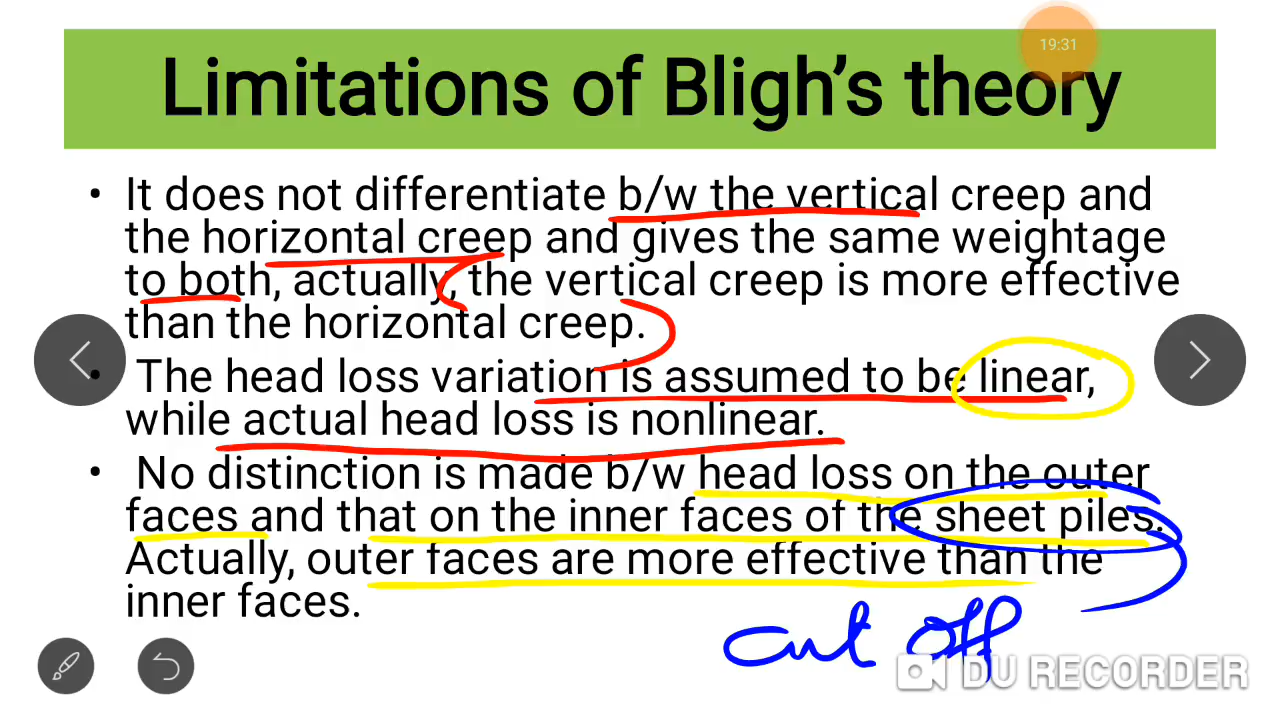 19:31
Limitations of Bligh's theory
• It does not differentiate b/w the vertical creep and
the horizontal creep and gives the same weightage
to both, actually, the vertical creep is more effective
than the horizontal creep.
• The head loss variation is assumed to be linear,
while actual head loss is nonlinear.
• No distinction is made b/w head loss on the outer
faces and that on the inner faces of the sheet piles.
Actually, outer faces are more effective than the
inner faces.
cut off
DU RECORDER